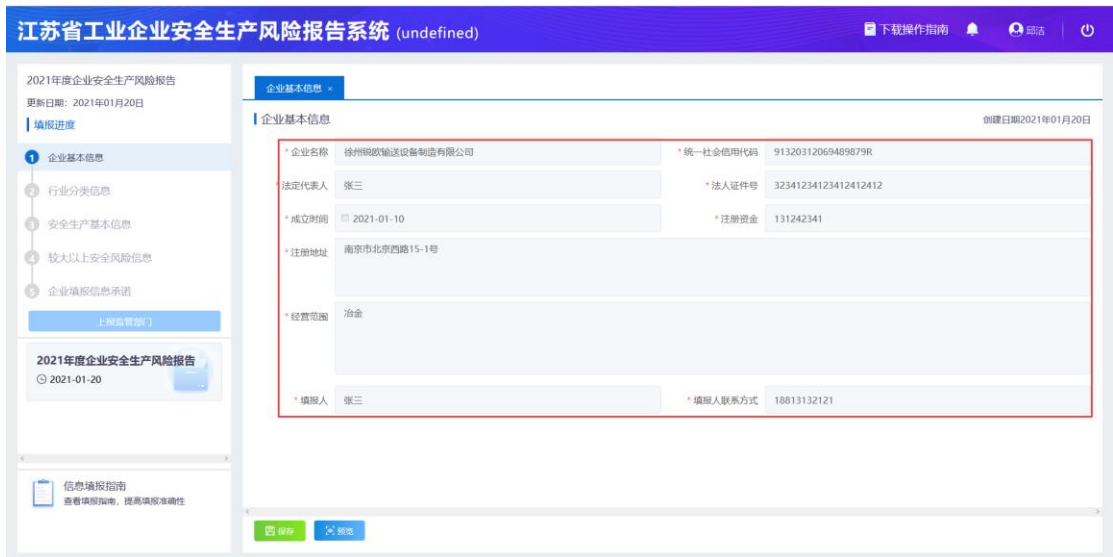 江苏省工业企业安全生产风险报告系统 (undefined)
下载操作指南
邱洁
2021年度企业安全生产风险报告
更新日期: 2021年01月20日
填报进度
1 企业基本信息
2 行业分类信息
3 安全生产基本信息
4 较大以上安全风险信息
5 企业填报信息承诺
上报监管部门
2021年度企业安全生产风险报告
2021-01-20
信息填报指南
查看填报指南，提高填报准确性
企业基本信息 ×
企业基本信息 创建日期2021年01月20日
*企业名称 徐州锐欧输送设备制造有限公司 *统一社会信用代码 91320312069489879R
*法定代表人 张三 *法人证件号 32341234123412412412
*成立时间 2021-01-10 *注册资金 131242341
*注册地址 南京市北京西路15-1号
*经营范围 冶金
*填报人 张三 *填报人联系方式 18813132121
保存 预览